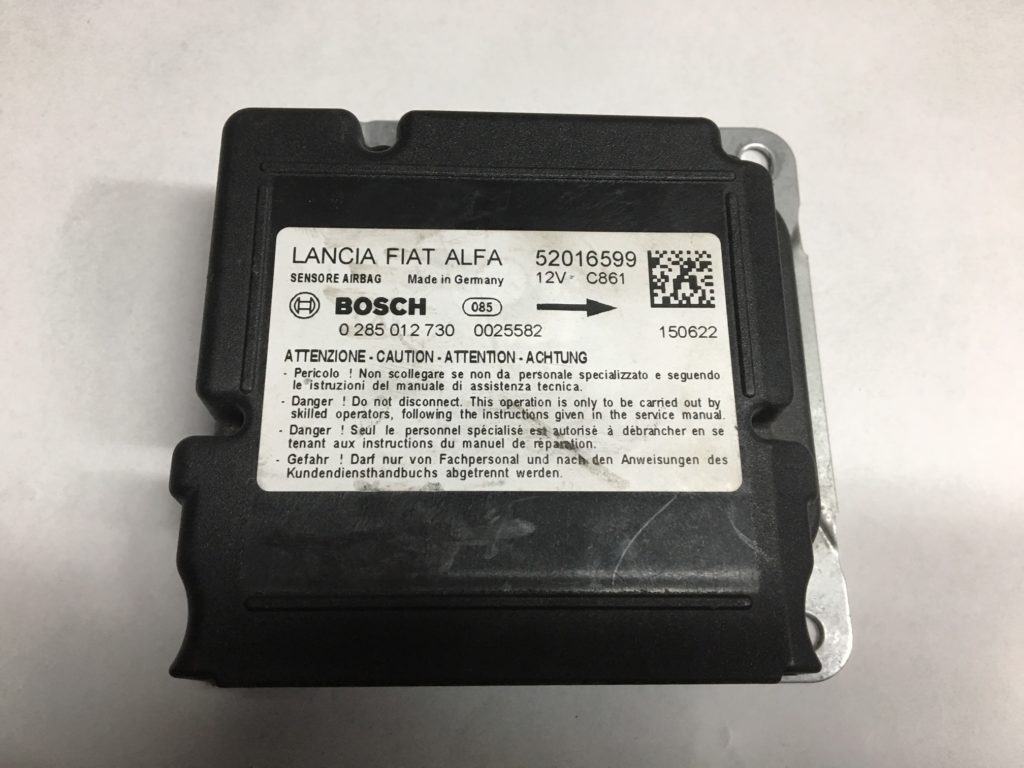 LANCIA FIAT ALFA 52016599
SENSORE AIRBAG Made in Germany 12V- C861
BOSCH 085
0 285 012 730 0025582 150622
ATTENZIONE - CAUTION - ATTENTION - ACHTUNG
- Pericolo ! Non scollegare se non da personale specializzato e seguendo
le istruzioni del manuale di assistenza tecnica.
- Danger ! Do not disconnect. This operation is only to be carried out by
skilled operators, following the instructions given in the service manual.
- Danger ! Seul le personnel spécialisé est autorisé à débrancher en se
tenant aux instructions du manuel de réparation.
- Gefahr ! Darf nur von Fachpersonal und nach den Anweisungen des
Kundendiensthandbuchs abgetrennt werden.